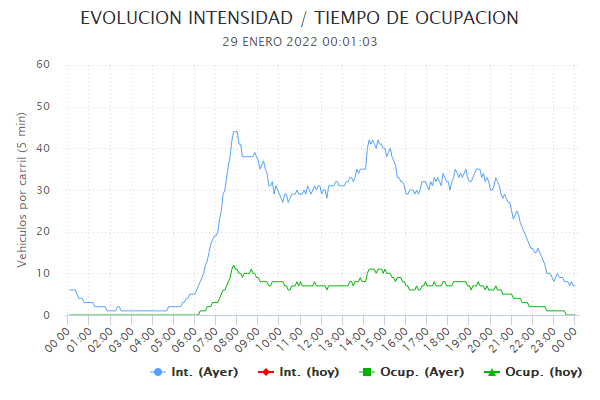 EVOLUCION INTENSIDAD / TIEMPO DE OCUPACION
29 ENERO 2022 00:01:03
Vehiculos por carril (5 min)
60
50
40
30
20
10
0
00:00 01:00 02:00 03:00 04:00 05:00 06:00 07:00 08:00 09:00 10:00 11:00 12:00 13:00 14:00 15:00 16:00 17:00 18:00 19:00 20:00 21:00 22:00 23:00 00:00
Int. (Ayer) Int. (hoy) Ocup. (Ayer) Ocup. (hoy)